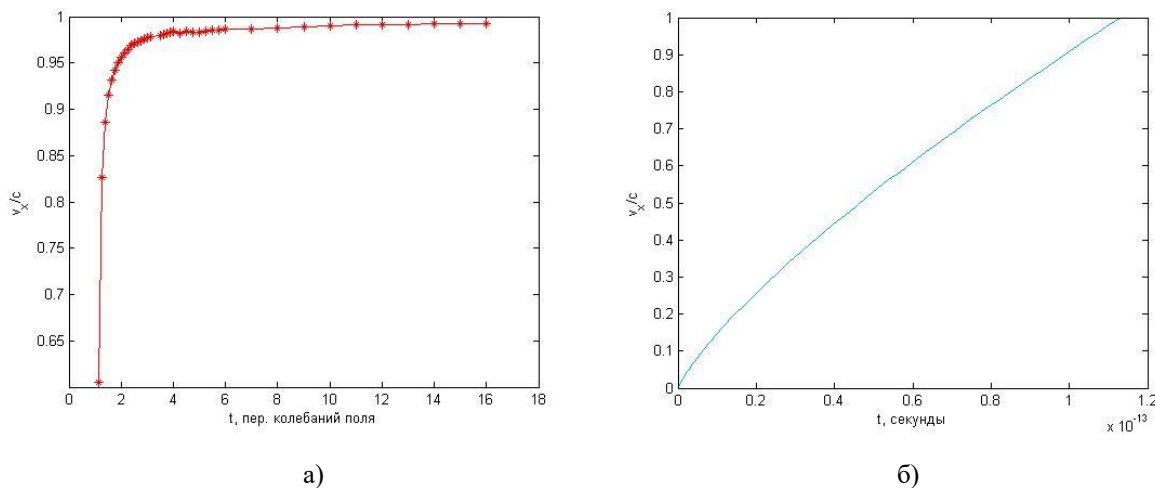 1
0.95
0.9
0.85
0.8
0.75
0.7
0.65
v_x/c
0 2 4 6 8 10 12 14 16 18
t, пер. колебаний поля
а)
1
0.9
0.8
0.7
0.6
0.5
0.4
0.3
0.2
0.1
0
v_x/c
0 0.2 0.4 0.6 0.8 1 1.2
t, секунды
x 10^-13
б)